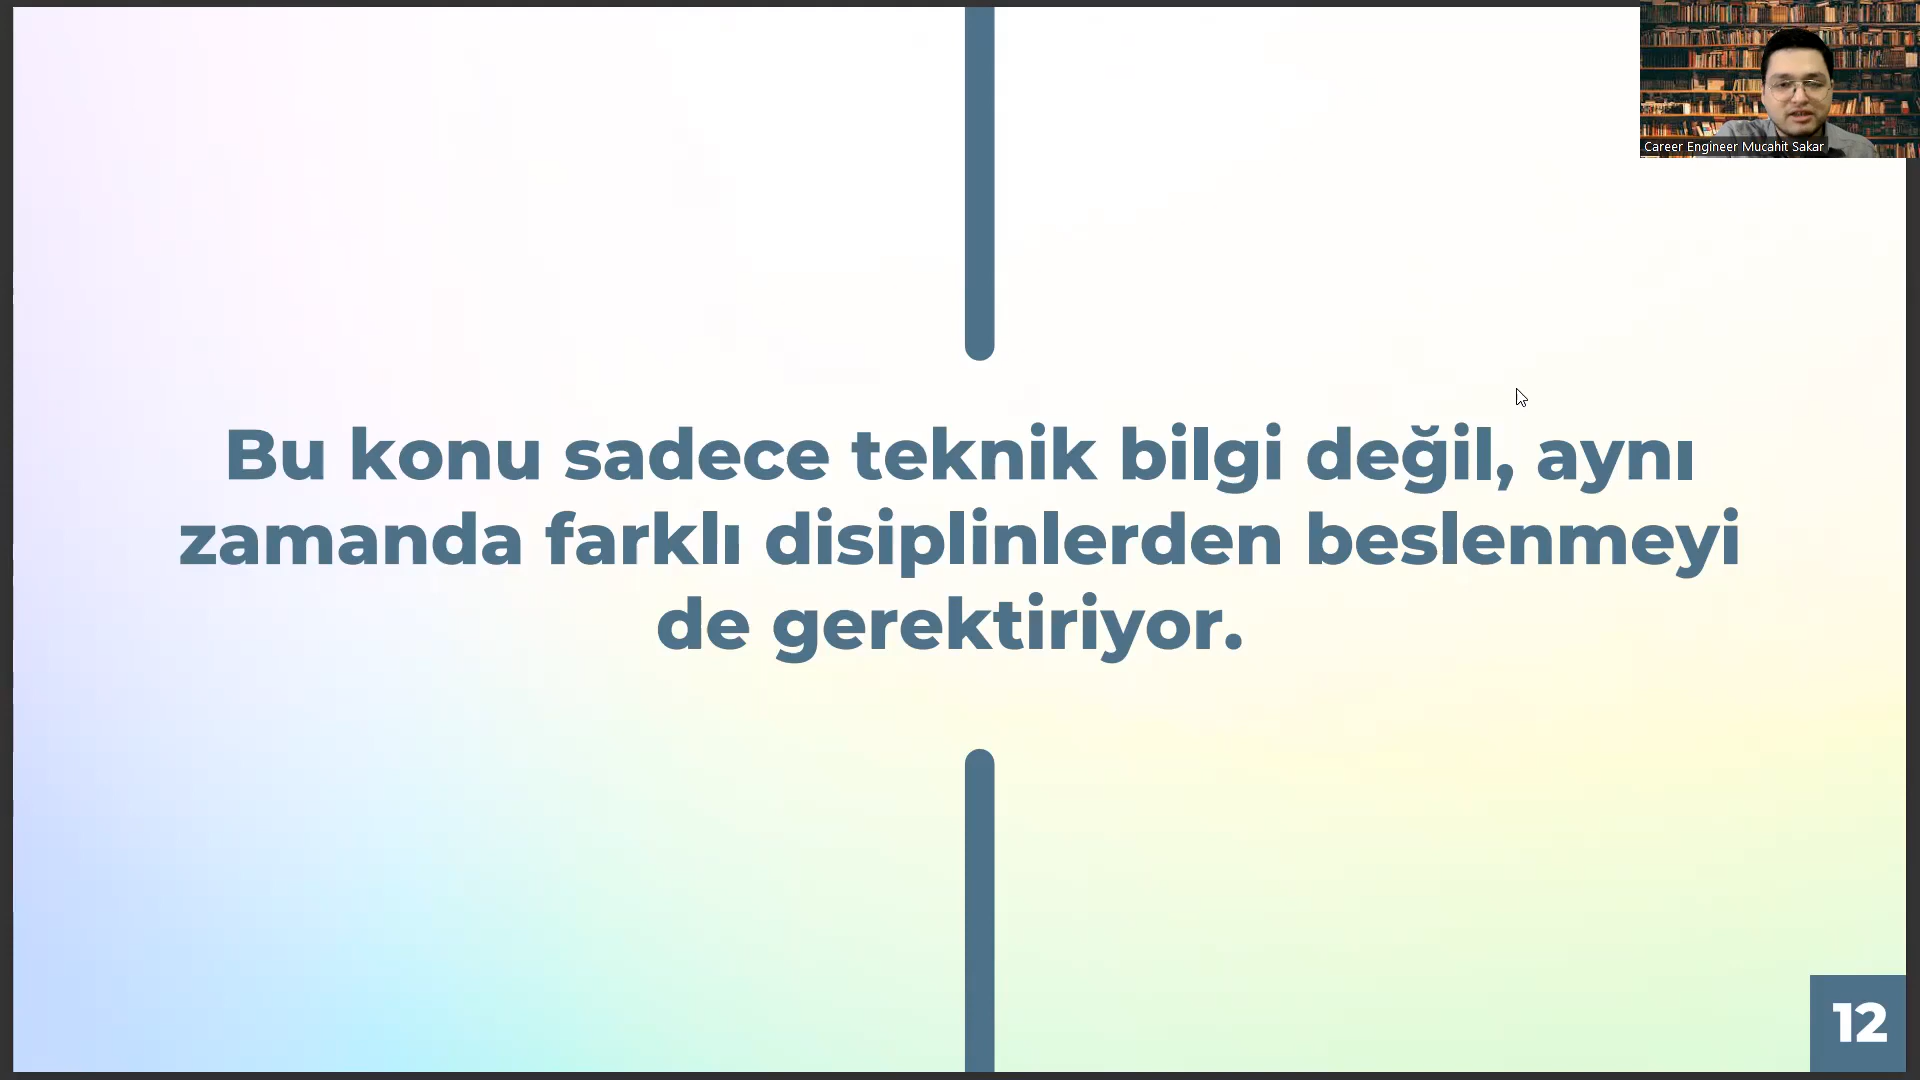 Career Engineer Mucahit Sakar
Bu konu sadece teknik bilgi değil, aynı
zamanda farklı disiplinlerden beslenmeyi
de gerektiriyor.
12